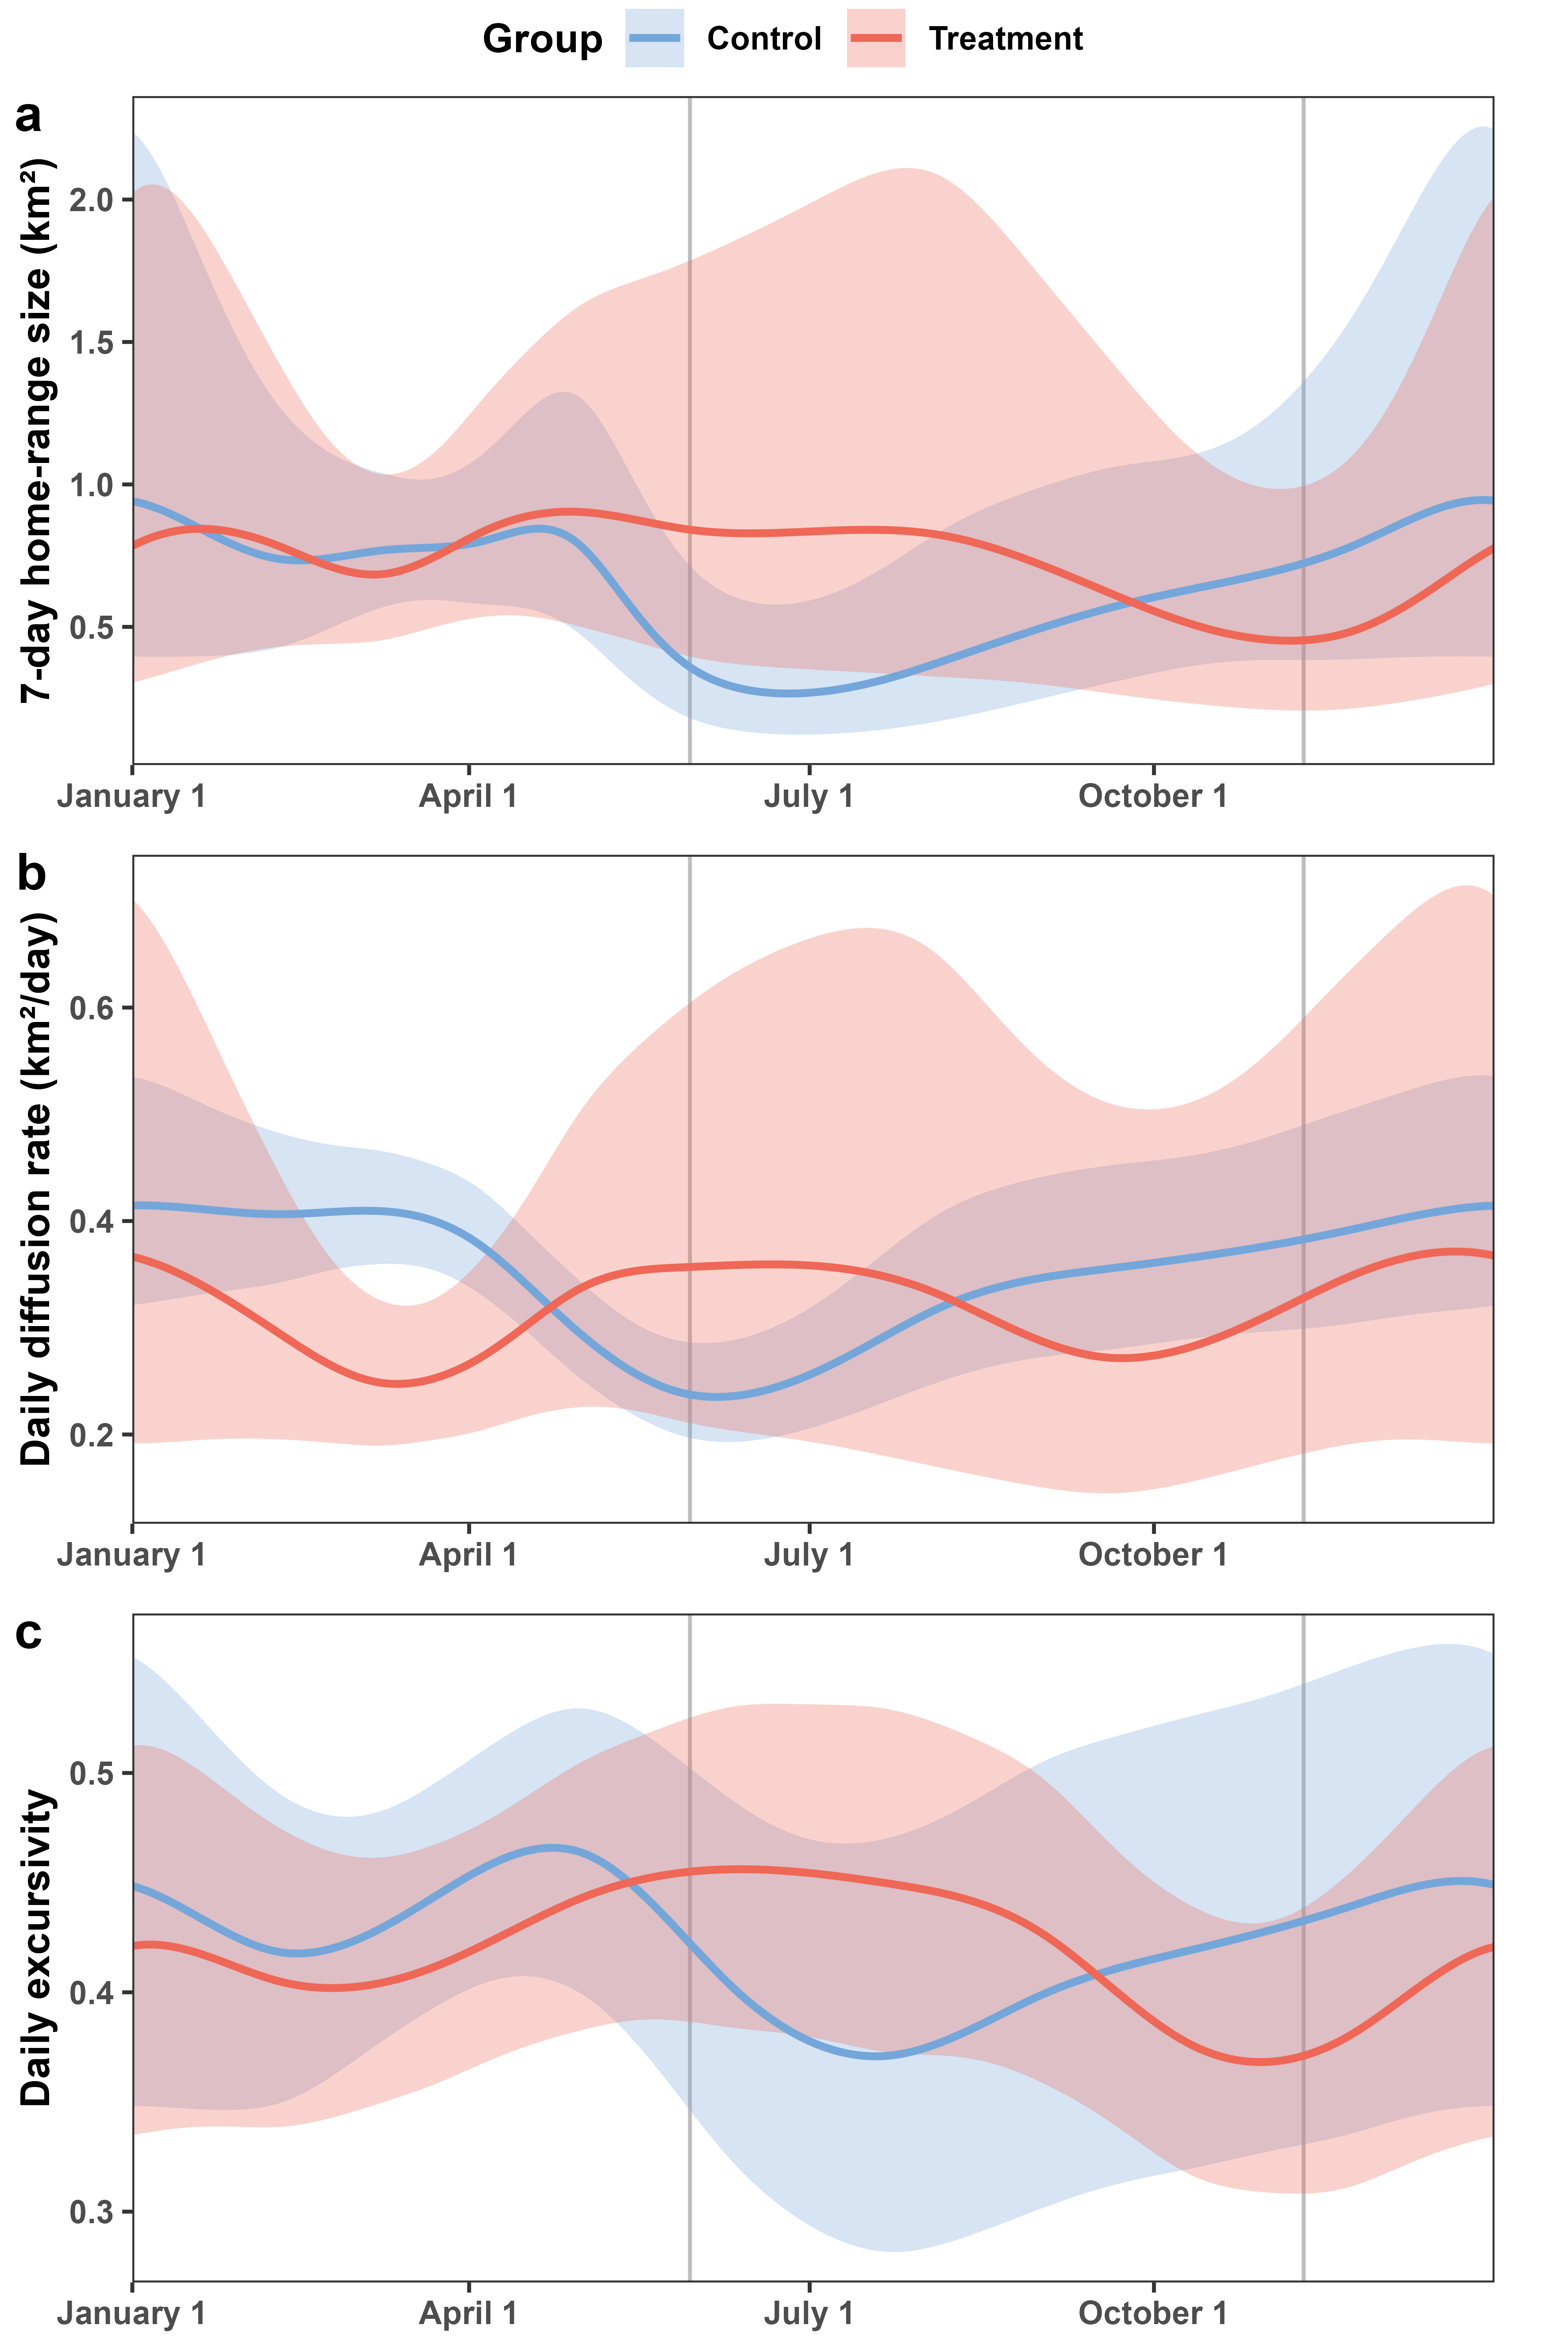 Group Control Treatment
a
7-day home-range size (km²)
2.0
1.5
1.0
0.5
January 1 April 1 July 1 October 1
b
Daily diffusion rate (km²/day)
0.6
0.4
0.2
January 1 April 1 July 1 October 1
c
Daily excursivity
0.5
0.4
0.3
January 1 April 1 July 1 October 1